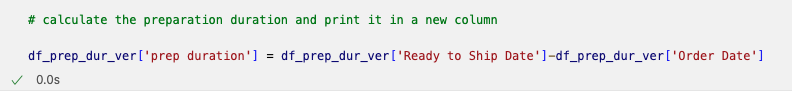 # calculate the preparation duration and print it in a new column
df_prep_dur_ver['prep duration'] = df_prep_dur_ver['Ready to Ship Date']-df_prep_dur_ver['Order Date']
✓ 0.0s